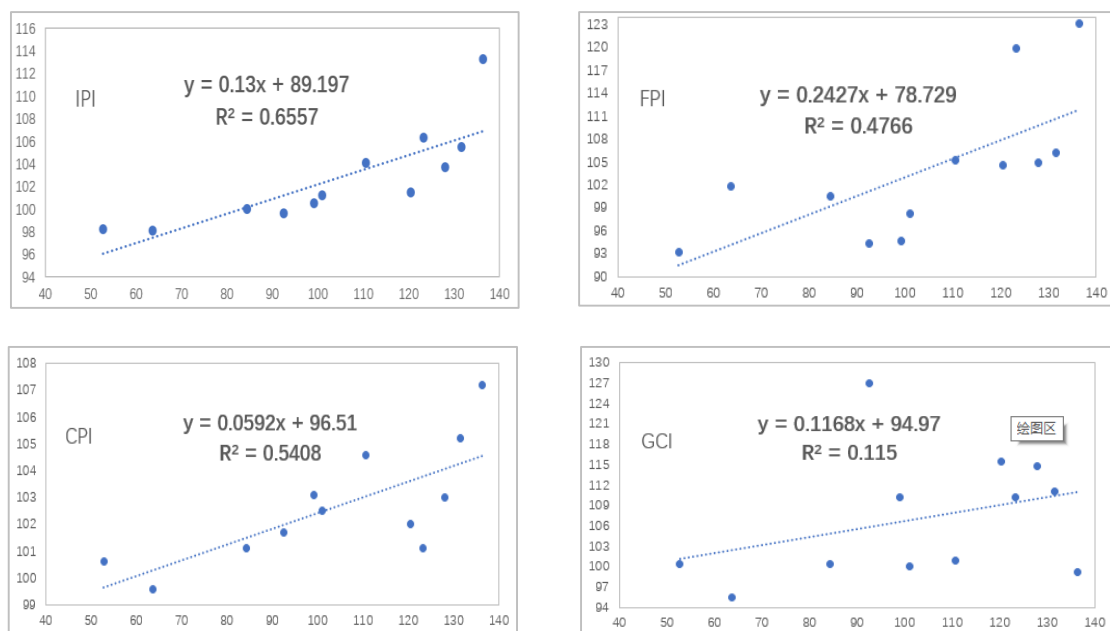 116
114
112
110
108
106
104
102
100
98
96
94
40 50 60 70 80 90 100 110 120 130 140
IPI
y = 0.13x + 89.197
R² = 0.6557
123
120
117
114
111
108
105
102
99
96
93
90
40 50 60 70 80 90 100 110 120 130 140
FPI
y = 0.2427x + 78.729
R² = 0.4766
108
107
106
105
104
103
102
101
100
99
40 50 60 70 80 90 100 110 120 130 140
CPI
y = 0.0592x + 96.51
R² = 0.5408
130
127
124
121
118
115
112
109
106
103
100
97
94
40 50 60 70 80 90 100 110 120 130 140
GCI
y = 0.1168x + 94.97
R² = 0.115
绘图区